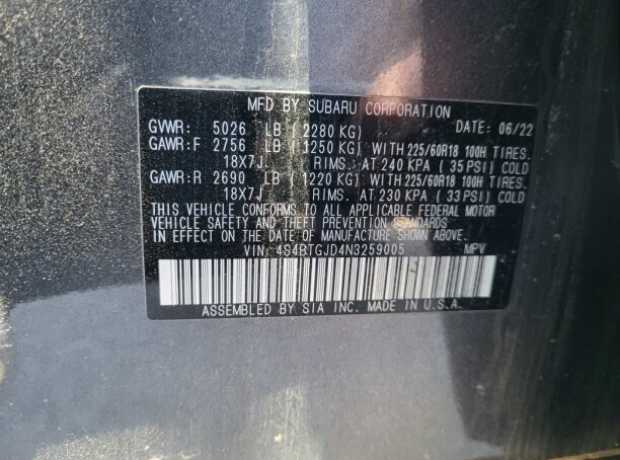 MFD BY SUBARU CORPORATION
GVWR: 5026 LB ( 2280 KG) DATE: 06/22
GAWR:F 2756 LB ( 1250 KG) WITH 225/60R18 100H TIRES.
18X7J RIMS. AT 240 KPA ( 35 PSI) COLD
GAWR:R 2690 LB ( 1220 KG) WITH 225/60R18 100H TIRES.
18X7J RIMS. AT 230 KPA ( 33 PSI) COLD
THIS VEHICLE CONFORMS TO ALL APPLICABLE FEDERAL MOTOR
VEHICLE SAFETY AND THEFT PREVENTION STANDARDS
IN EFFECT ON THE DATE OF MANUFACTURE SHOWN ABOVE.
VIN: 4S4BTGJD4N3259005 MPV
ASSEMBLED BY SIA INC. MADE IN U.S.A.